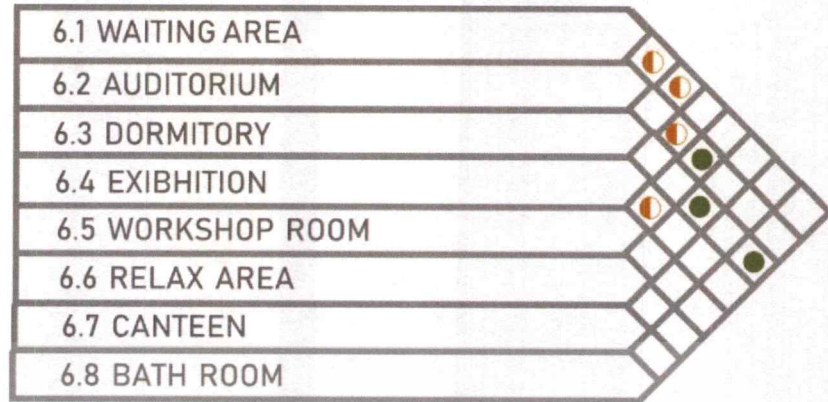 6.1 WAITING AREA
6.2 AUDITORIUM
6.3 DORMITORY
6.4 EXIBHITION
6.5 WORKSHOP ROOM
6.6 RELAX AREA
6.7 CANTEEN
6.8 BATH ROOM